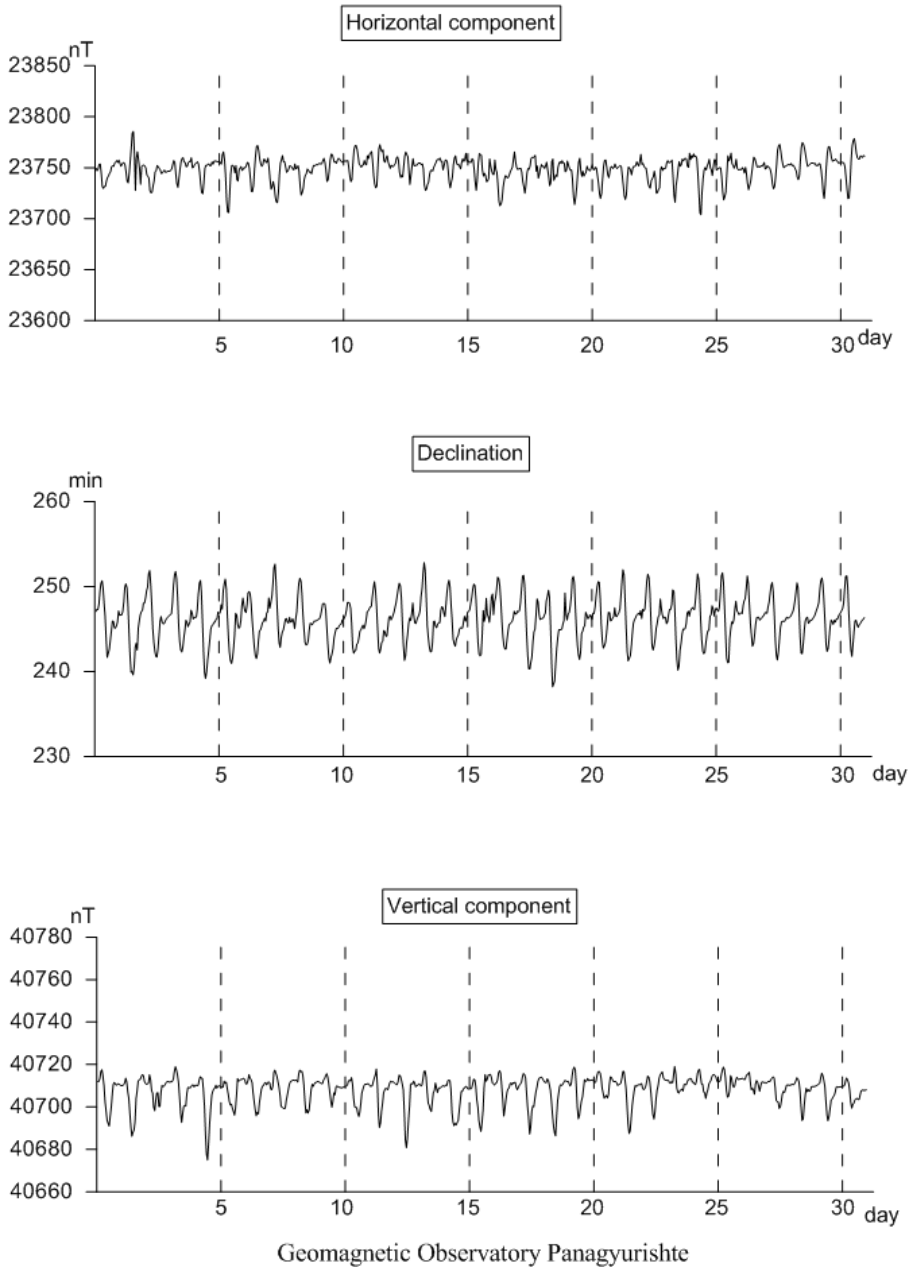 Horizontal component
nT
23850
23800
23750
23700
23650
23600
5 10 15 20 25 30 day
Declination
min
260
250
240
230
5 10 15 20 25 30 day
Vertical component
nT
40780
40760
40740
40720
40700
40680
40660
5 10 15 20 25 30 day
Geomagnetic Observatory Panagyurishte